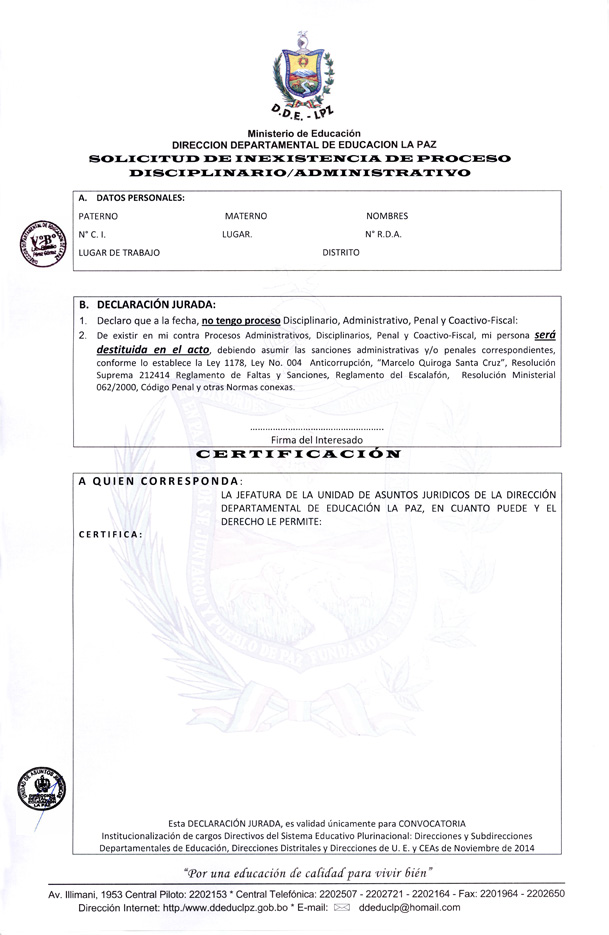 D.D.E. - LPZ
Ministerio de Educación
DIRECCION DEPARTAMENTAL DE EDUCACION LA PAZ
SOLICITUD DE INEXISTENCIA DE PROCESO
DISCIPLINARIO/ADMINISTRATIVO
A. DATOS PERSONALES:
PATERNO MATERNO NOMBRES
N° C. I. LUGAR. N° R.D.A.
LUGAR DE TRABAJO DISTRITO
VºBº
B. DECLARACIÓN JURADA:
1. Declaro que a la fecha, no tengo proceso Disciplinario, Administrativo, Penal y Coactivo-Fiscal:
2. De existir en mi contra Procesos Administrativos, Disciplinarios, Penal y Coactivo-Fiscal, mi persona será
destituida en el acto, debiendo asumir las sanciones administrativas y/o penales correspondientes,
conforme lo establece la Ley 1178, Ley No. 004 Anticorrupción, "Marcelo Quiroga Santa Cruz", Resolución
Suprema 212414 Reglamento de Faltas y Sanciones, Reglamento del Escalafón, Resolución Ministerial
062/2000, Código Penal y otras Normas conexas.
......................................................
Firma del Interesado
CERTIFICACIÓN
A QUIEN CORRESPONDA:
LA JEFATURA DE LA UNIDAD DE ASUNTOS JURIDICOS DE LA DIRECCIÓN
DEPARTAMENTAL DE EDUCACIÓN LA PAZ, EN CUANTO PUEDE Y EL
DERECHO LE PERMITE:
CERTIFICA:
UNIDAD DE ASUNTOS JURIDICOS
Esta DECLARACIÓN JURADA, es validad únicamente para CONVOCATORIA
Institucionalización de cargos Directivos del Sistema Educativo Plurinacional: Direcciones y Subdirecciones
Departamentales de Educación, Direcciones Distritales y Direcciones de U. E. y CEAs de Noviembre de 2014
"Por una educación de calidad para vivir bién"
Av. Illimani, 1953 Central Piloto: 2202153 * Central Telefónica: 2202507 - 2202721 - 2202164 - Fax: 2201964 - 2202650
Dirección Internet: http:/www.ddeduclpz.gob.bo * E-mail: ddeduclp@homail.com